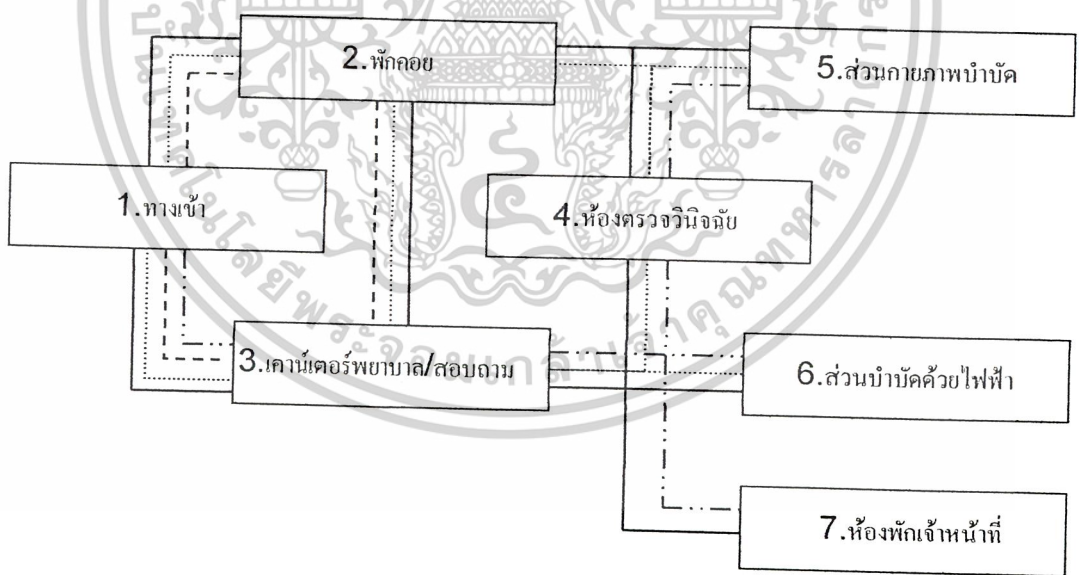 2.พักคอย
5.ส่วนกายภาพบำบัด
1.ทางเข้า
4.ห้องตรวจวินิจฉัย
3.เคาน์เตอร์พยาบาล/สอบถาม
6.ส่วนบำบัดด้วยไฟฟ้า
7.ห้องพักเจ้าหน้าที่